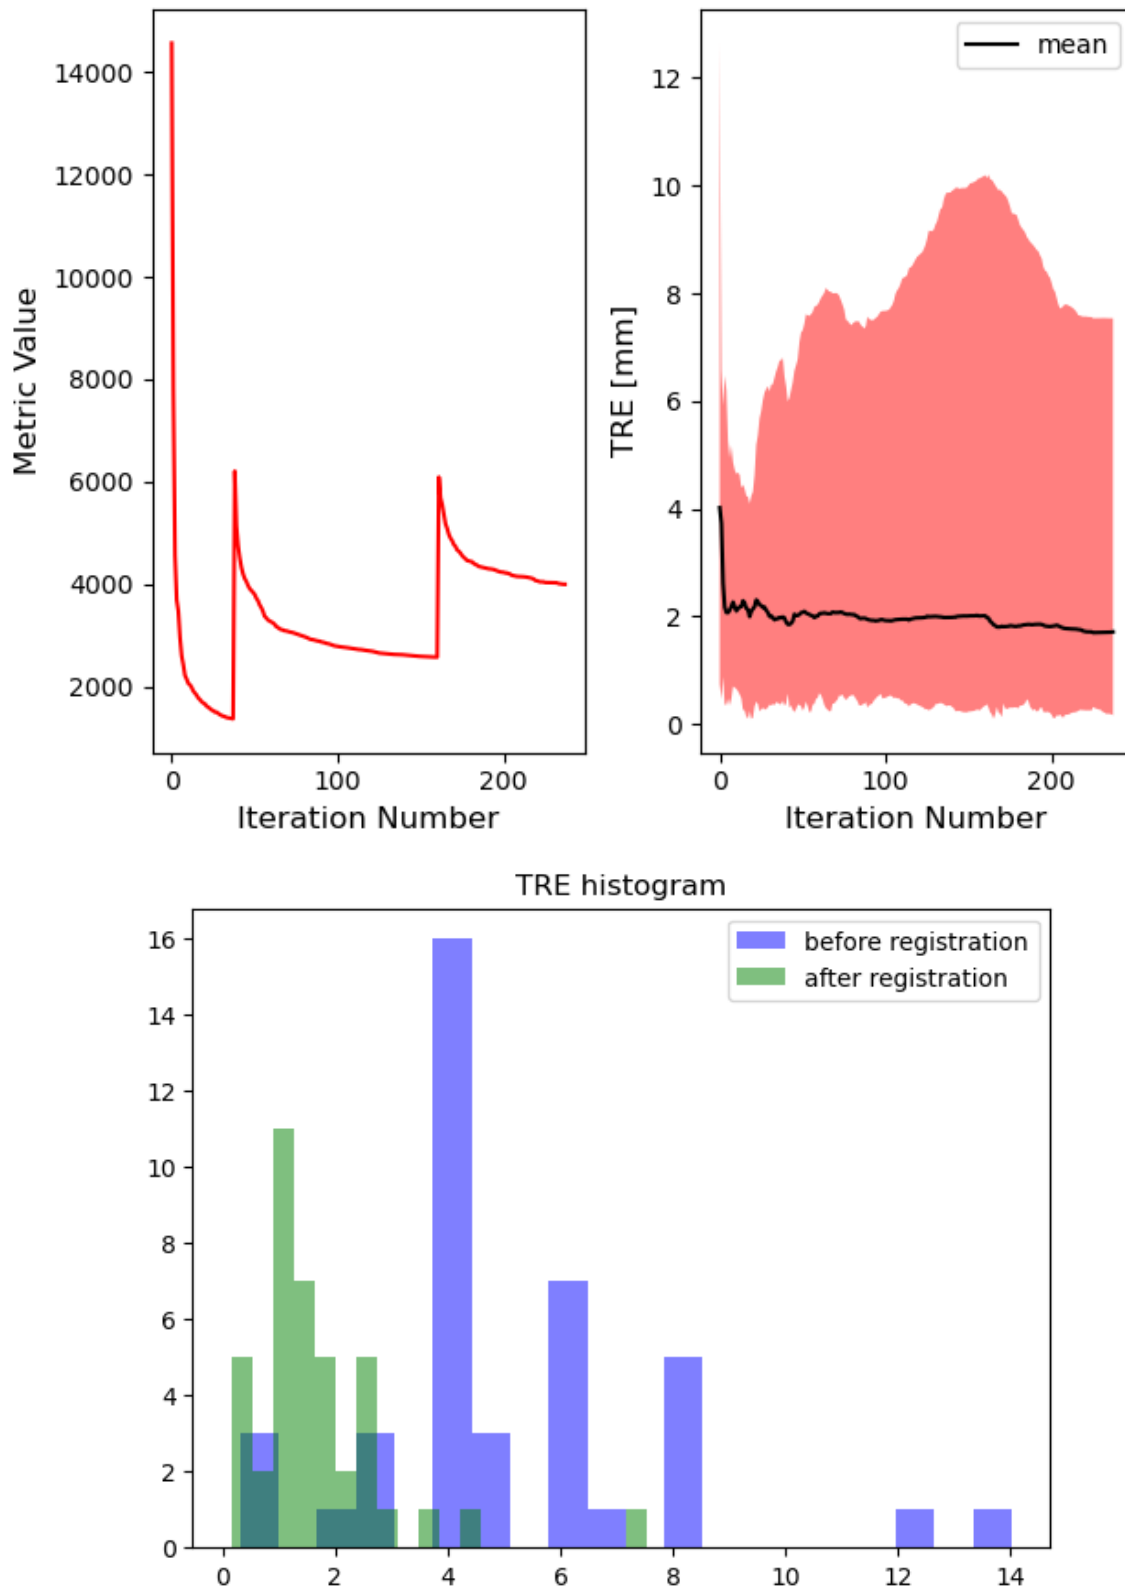 14000
12000
10000
8000
6000
4000
2000
Metric Value
0 100 200
Iteration Number
mean
12
10
8
6
4
2
0
TRE [mm]
0 100 200
Iteration Number
TRE histogram
before registration
after registration
16
14
12
10
8
6
4
2
0
0 2 4 6 8 10 12 14